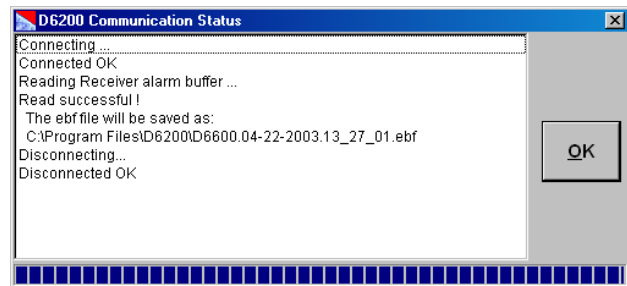 D6200 Communication Status
Connecting ...
Connected OK
Reading Receiver alarm buffer ...
Read successful !
The ebf file will be saved as:
C:\Program Files\D6200\D6600.04-22-2003.13_27_01.ebf
Disconnecting...
Disconnected OK
OK